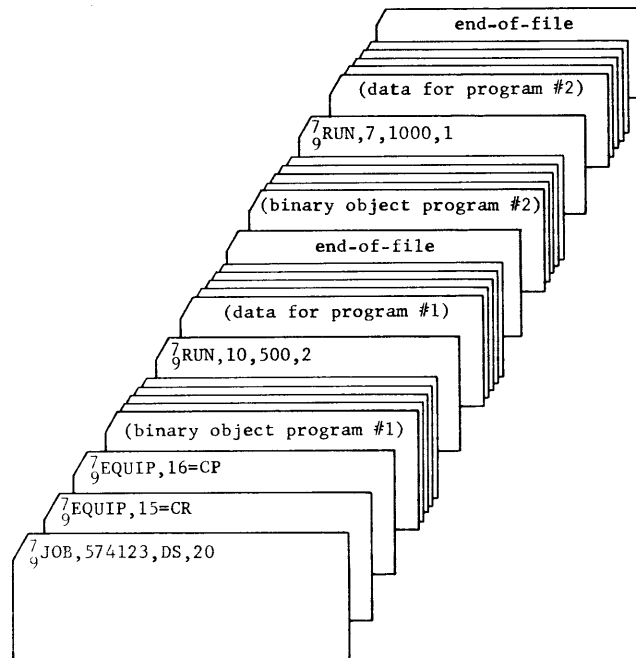 end-of-file
(data for program #2)
7/9RUN,7,1000,1
(binary object program #2)
end-of-file
(data for program #1)
7/9RUN,10,500,2
(binary object program #1)
7/9EQUIP,16=CP
7/9EQUIP,15=CR
7/9JOB,574123,DS,20